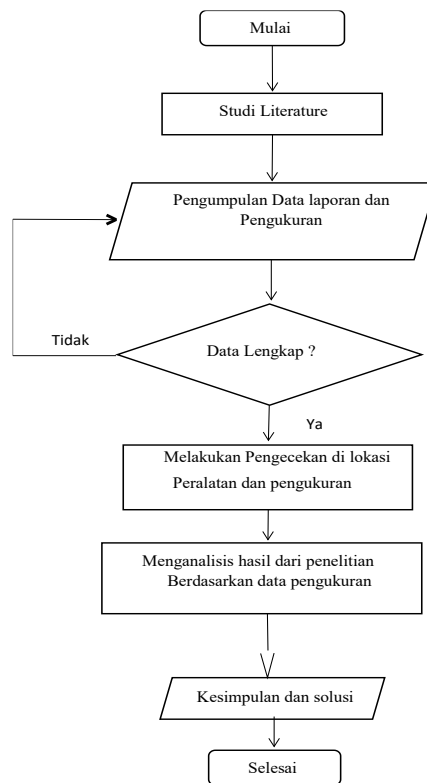 Mulai
Studi Literature
Pengumpulan Data laporan dan
Pengukuran
Tidak
Data Lengkap ?
Ya
Melakukan Pengecekan di lokasi
Peralatan dan pengukuran
Menganalisis hasil dari penelitian
Berdasarkan data pengukuran
Kesimpulan dan solusi
Selesai